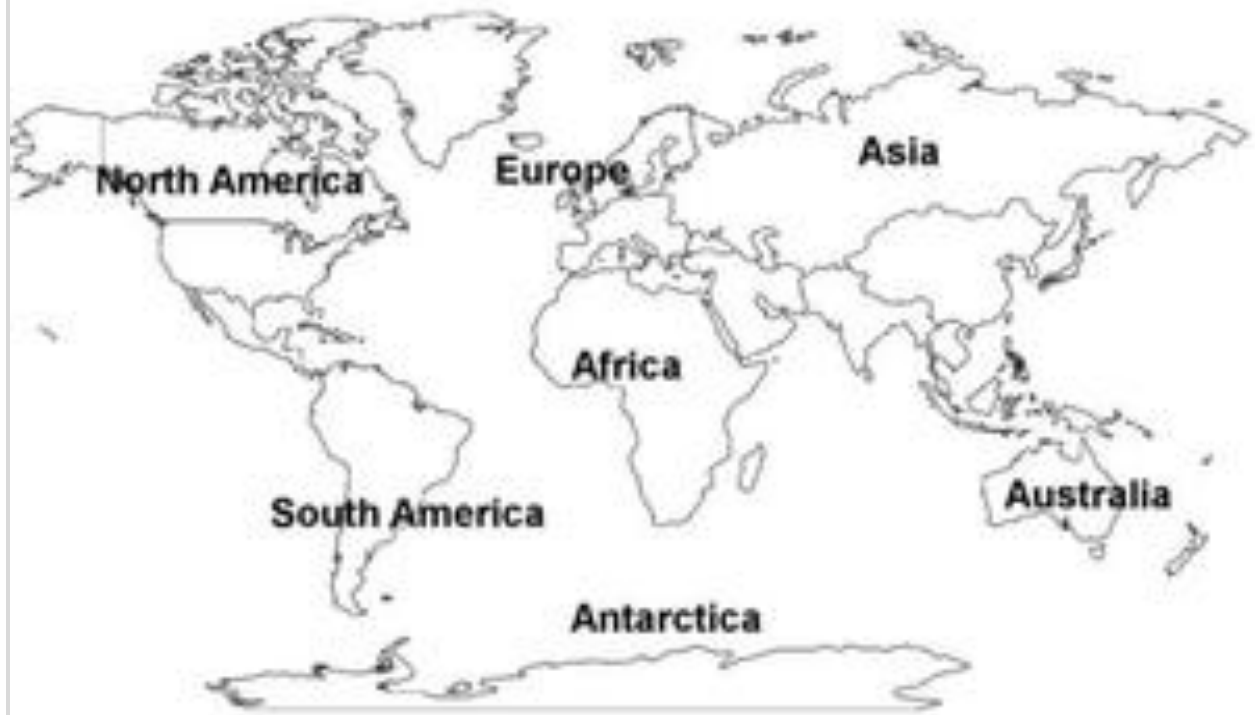 Europe
Asia
North America
Africa
Australia
South America
Antarctica